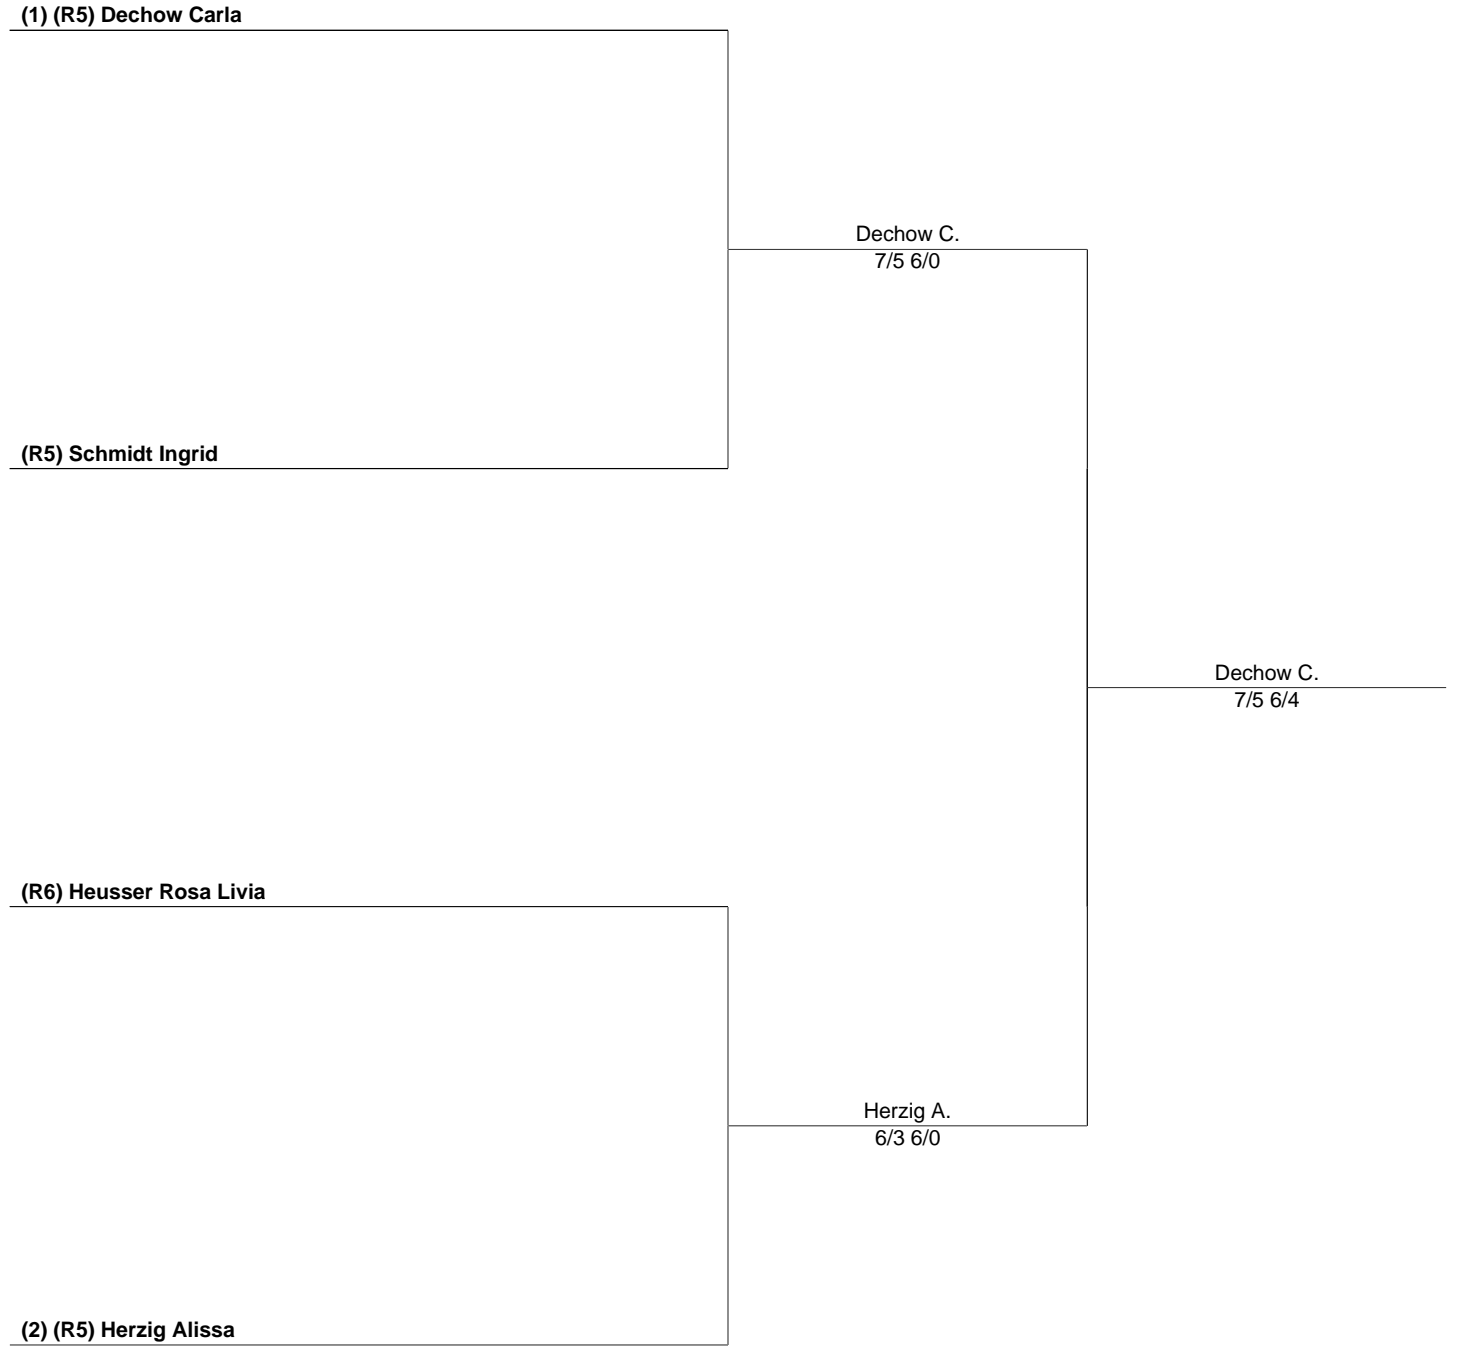 (1) (R5) Dechow Carla
Dechow C.
7/5 6/0
(R5) Schmidt Ingrid
Dechow C.
7/5 6/4
(R6) Heusser Rosa Livia
Herzig A.
6/3 6/0
(2) (R5) Herzig Alissa